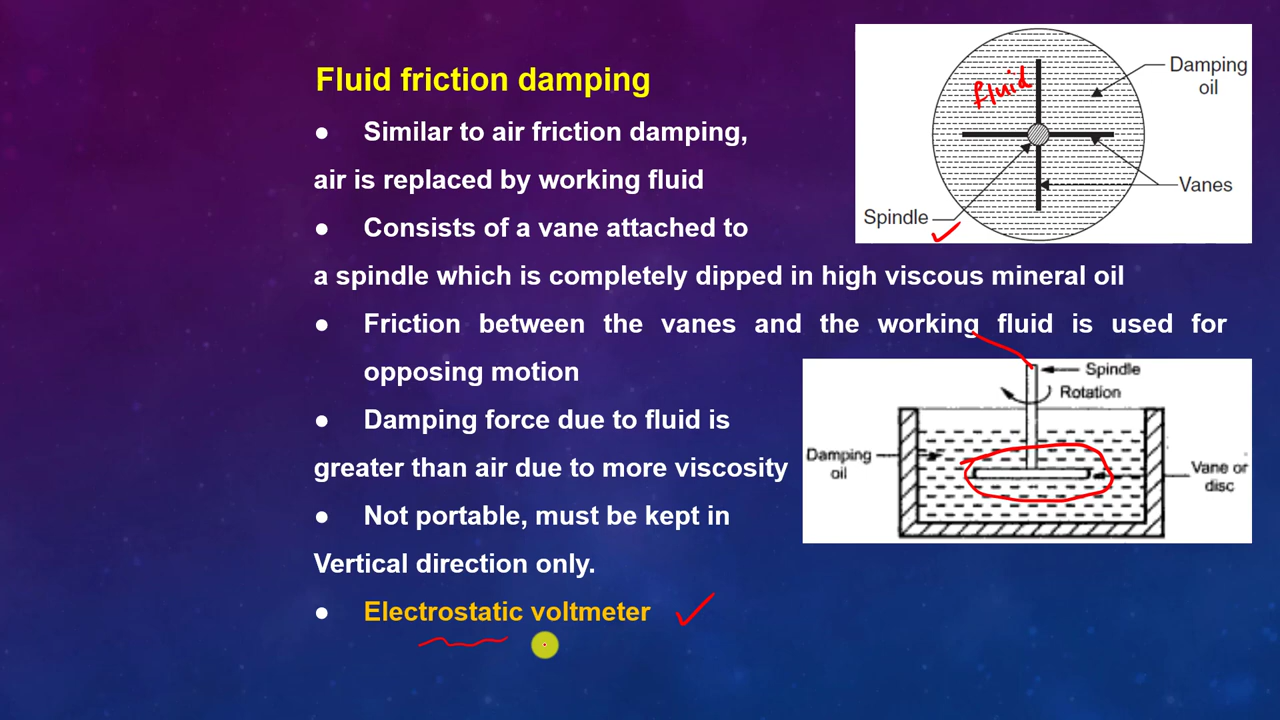 Fluid friction damping
● Similar to air friction damping,
air is replaced by working fluid
● Consists of a vane attached to
a spindle which is completely dipped in high viscous mineral oil
● Friction between the vanes and the working fluid is used for
opposing motion
● Damping force due to fluid is
greater than air due to more viscosity
● Not portable, must be kept in
Vertical direction only.
● Electrostatic voltmeter
fluid
Damping
oil
Vanes
Spindle
Spindle
Rotation
Damping
oil
Vane or
disc